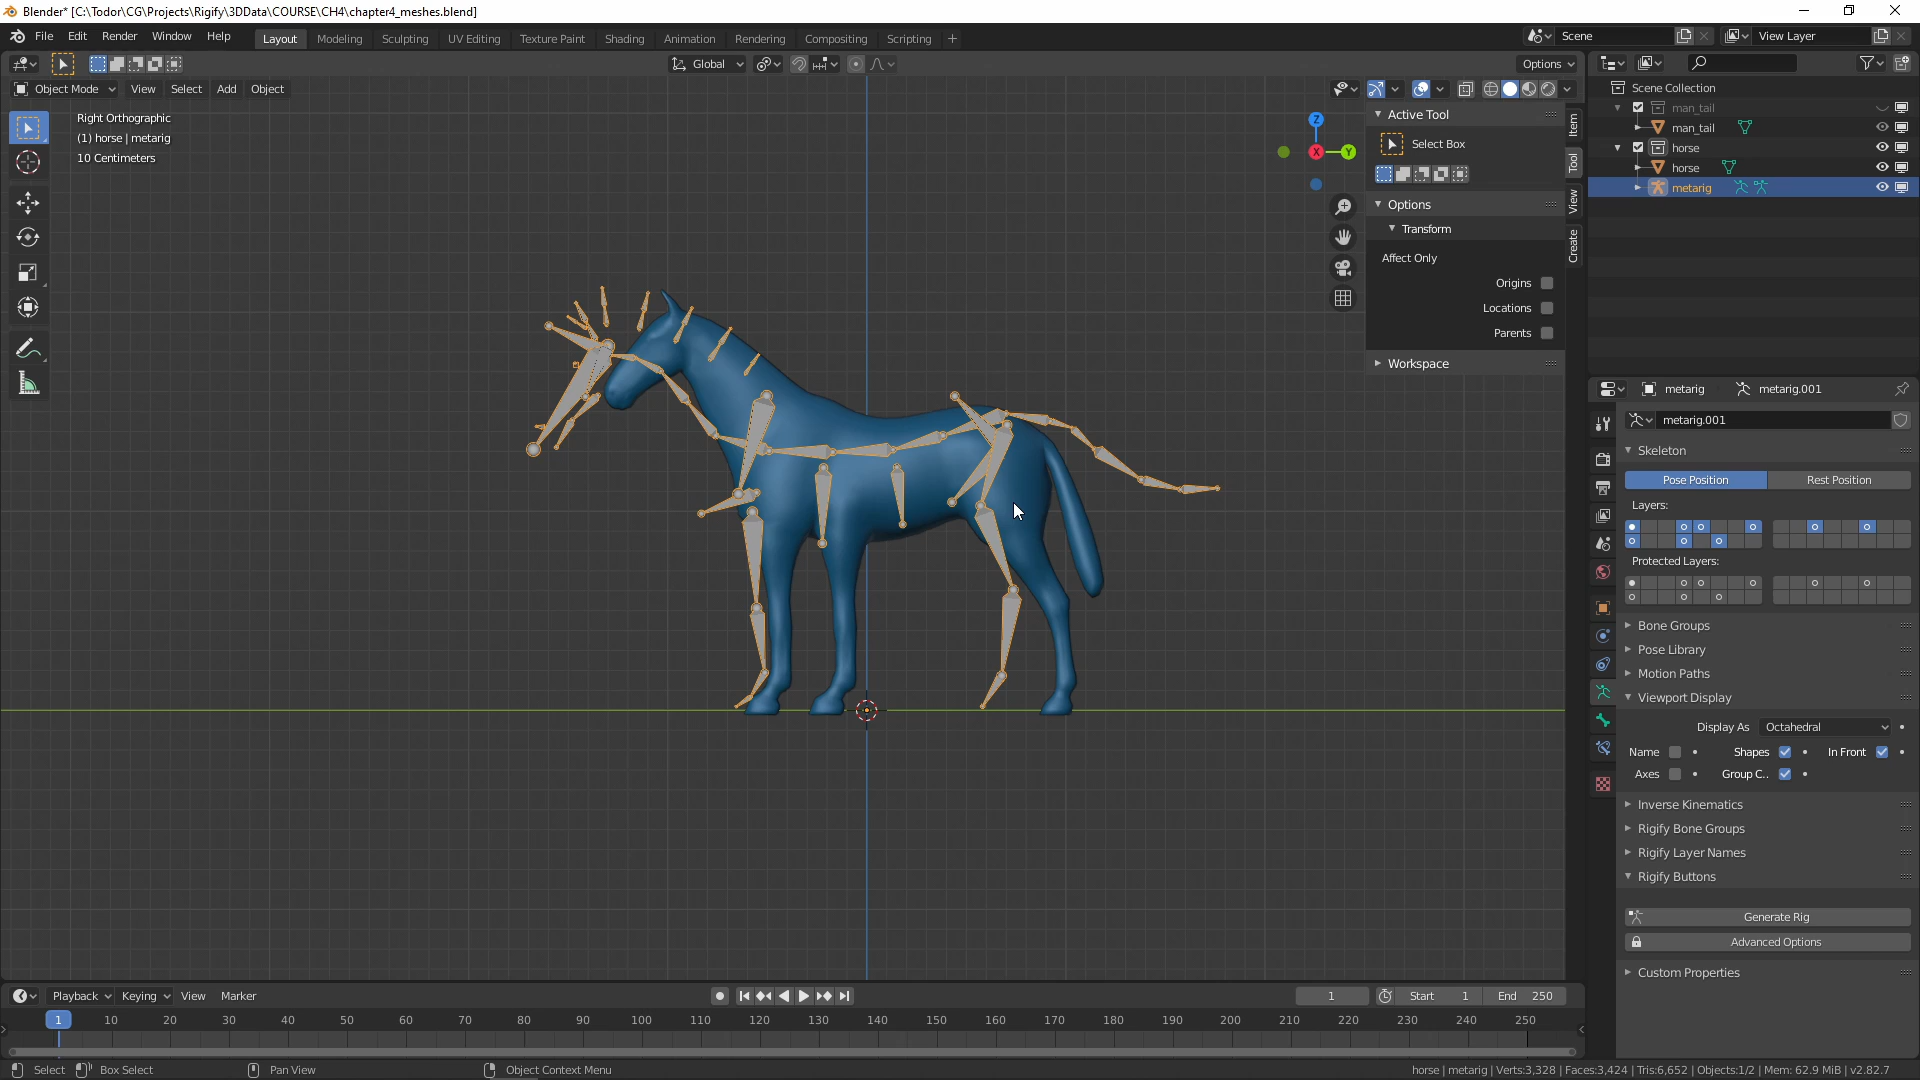 Blender* [C:\Todor\CG\Projects\Rigify\3DData\COURSE\CH4\chapter4_meshes.blend]
File Edit Render Window Help Layout Modeling Sculpting UV Editing Texture Paint Shading Animation Rendering Compositing Scripting + Scene View Layer
Global Options
Object Mode View Select Add Object
Right Orthographic
(1) horse | metarig
10 Centimeters
Z
X
Y
Active Tool
Select Box
Options
Transform
Affect Only
Origins
Locations
Parents
Workspace
Item
Tool
View
Create
Scene Collection
man_tail
man_tail
horse
horse
metarig
metarig metarig.001
metarig.001
Skeleton
Pose Position Rest Position
Layers:
Protected Layers:
Bone Groups
Pose Library
Motion Paths
Viewport Display
Display As Octahedral
Name Shapes In Front
Axes Group C..
Inverse Kinematics
Rigify Bone Groups
Rigify Layer Names
Rigify Buttons
Generate Rig
Advanced Options
Custom Properties
Playback Keying View Marker 1 Start 1 End 250
1 10 20 30 40 50 60 70 80 90 100 110 120 130 140 150 160 170 180 190 200 210 220 230 240 250
Select Box Select Pan View Object Context Menu horse | metarig | Verts:3,328 | Faces:3,424 | Tris:6,652 | Objects:1/2 | Mem: 62.9 MiB | v2.82.7